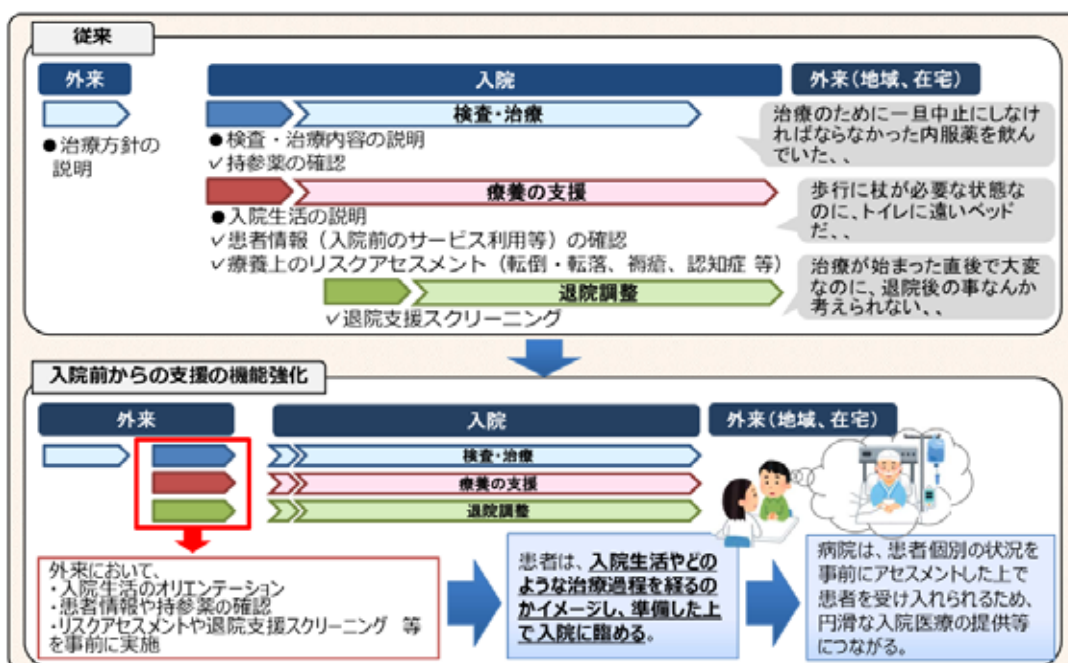 従来
外来
入院
外来（地域、在宅）
検査・治療
●治療方針の
説明
●検査・治療内容の説明
✓持参薬の確認
治療のために一旦中止にしなけ
ればならなかった内服薬を飲ん
でいた、、
療養の支援
●入院生活の説明
✓患者情報（入院前のサービス利用等）の確認
✓療養上のリスクアセスメント（転倒・転落、褥瘡、認知症 等）
歩行に杖が必要な状態な
のに、トイレに遠いベッド
だ、、
退院調整
✓退院支援スクリーニング
治療が始まった直後で大変
なのに、退院後の事なんか
考えられない、、
入院前からの支援の機能強化
外来
入院
外来（地域、在宅）
検査・治療
療養の支援
退院調整
外来において、
・入院生活のオリエンテーション
・患者情報や持参薬の確認
・リスクアセスメントや退院支援スクリーニング 等
を事前に実施
患者は、入院生活やどの
ような治療過程を経るの
かイメージし、準備した上
で入院に臨める。
病院は、患者個別の状況を
事前にアセスメントした上で
患者を受け入れられるため、
円滑な入院医療の提供等
につながる。